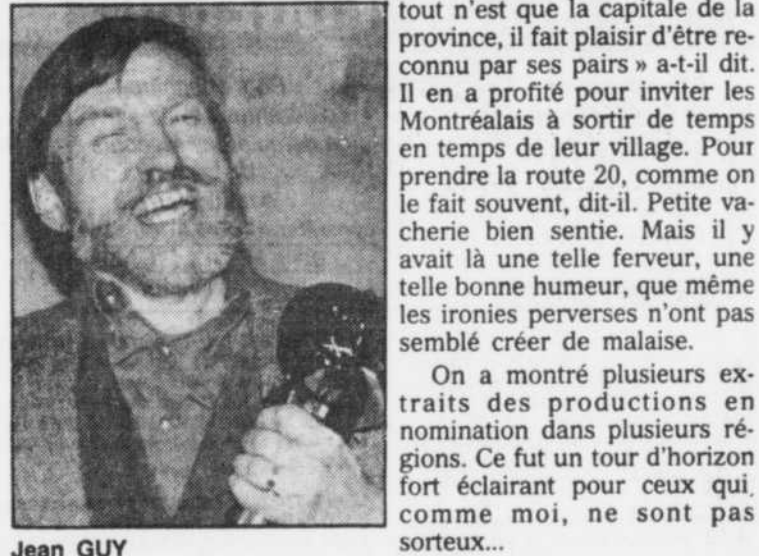 tout n'est que la capitale de la
province, il fait plaisir d'être re-
connu par ses pairs » a-t-il dit.
Il en a profité pour inviter les
Montréalais à sortir de temps
en temps de leur village. Pour
prendre la route 20, comme on
le fait souvent, dit-il. Petite va-
cherie bien sentie. Mais il y
avait là une telle ferveur, une
telle bonne humeur, que même
les ironies perverses n'ont pas
semblé créer de malaise.
On a montré plusieurs ex-
traits des productions en
nomination dans plusieurs ré-
gions. Ce fut un tour d'horizon
fort éclairant pour ceux qui,
comme moi, ne sont pas
sorteux...
Jean GUY